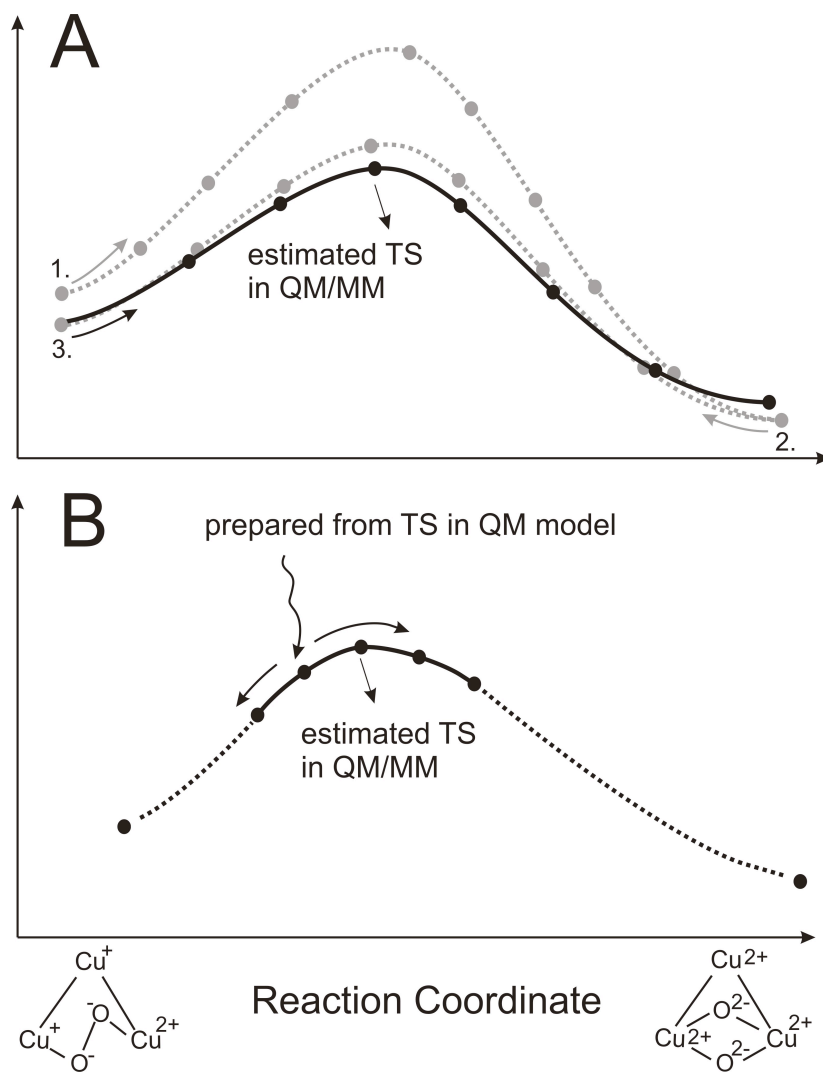 A
1.
estimated TS
in QM/MM
3.
2.
B
prepared from TS in QM model
estimated TS
in QM/MM
Cu+
Cu+
-O
Cu2+
O-
Reaction Coordinate
Cu2+
O2-
Cu2+
Cu2+
O2-